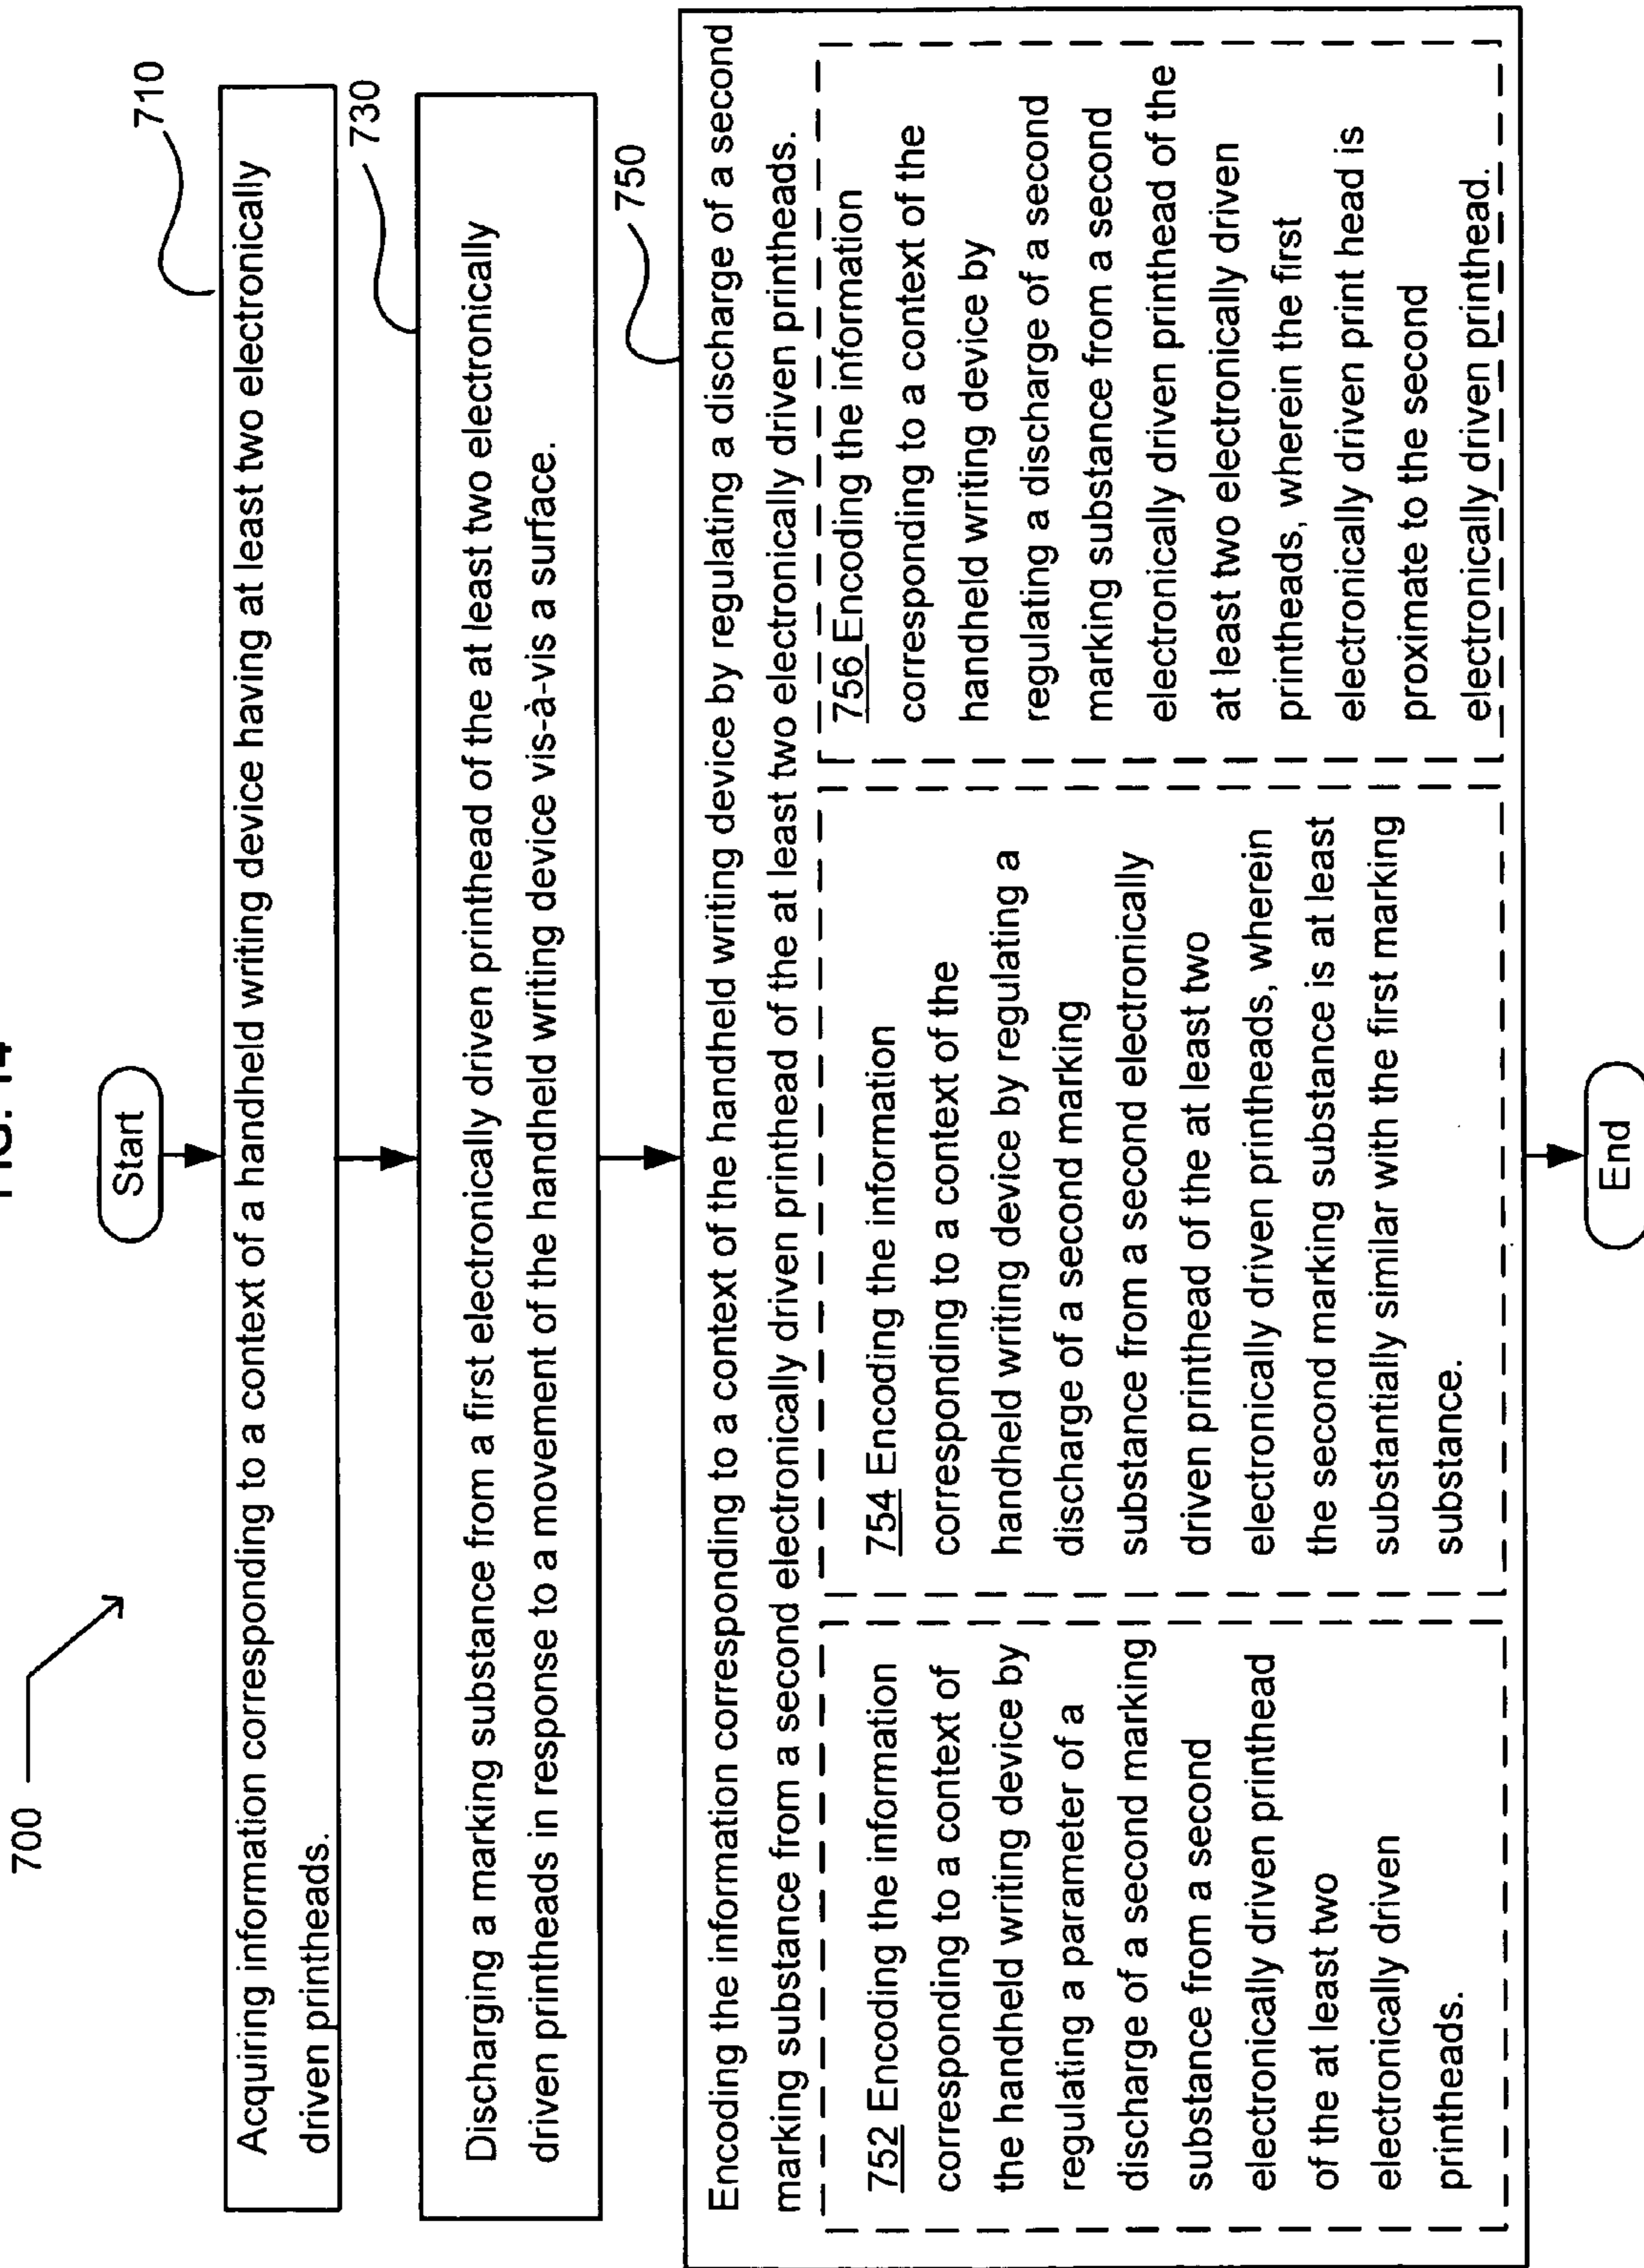 700
Start
710
Acquiring information corresponding to a context of a handheld writing device having at least two electronically
driven printheads.
730
Discharging a marking substance from a first electronically driven printhead of the at least two electronically
driven printheads in response to a movement of the handheld writing device vis-à-vis a surface.
750
Encoding the information corresponding to a context of the handheld writing device by regulating a discharge of a second
marking substance from a second electronically driven printhead of the at least two electronically driven printheads.
752 Encoding the information
corresponding to a context of
the handheld writing device by
regulating a parameter of a
discharge of a second marking
substance from a second
electronically driven printhead
of the at least two
electronically driven
printheads.
754 Encoding the information
corresponding to a context of the
handheld writing device by regulating a
discharge of a second marking
substance from a second electronically
driven printhead of the at least two
electronically driven printheads, wherein
the second marking substance is at least
substantially similar with the first marking
substance.
756 Encoding the information
corresponding to a context of the
handheld writing device by
regulating a discharge of a second
marking substance from a second
electronically driven printhead of the
at least two electronically driven
printheads, wherein the first
electronically driven print head is
proximate to the second
electronically driven printhead.
End